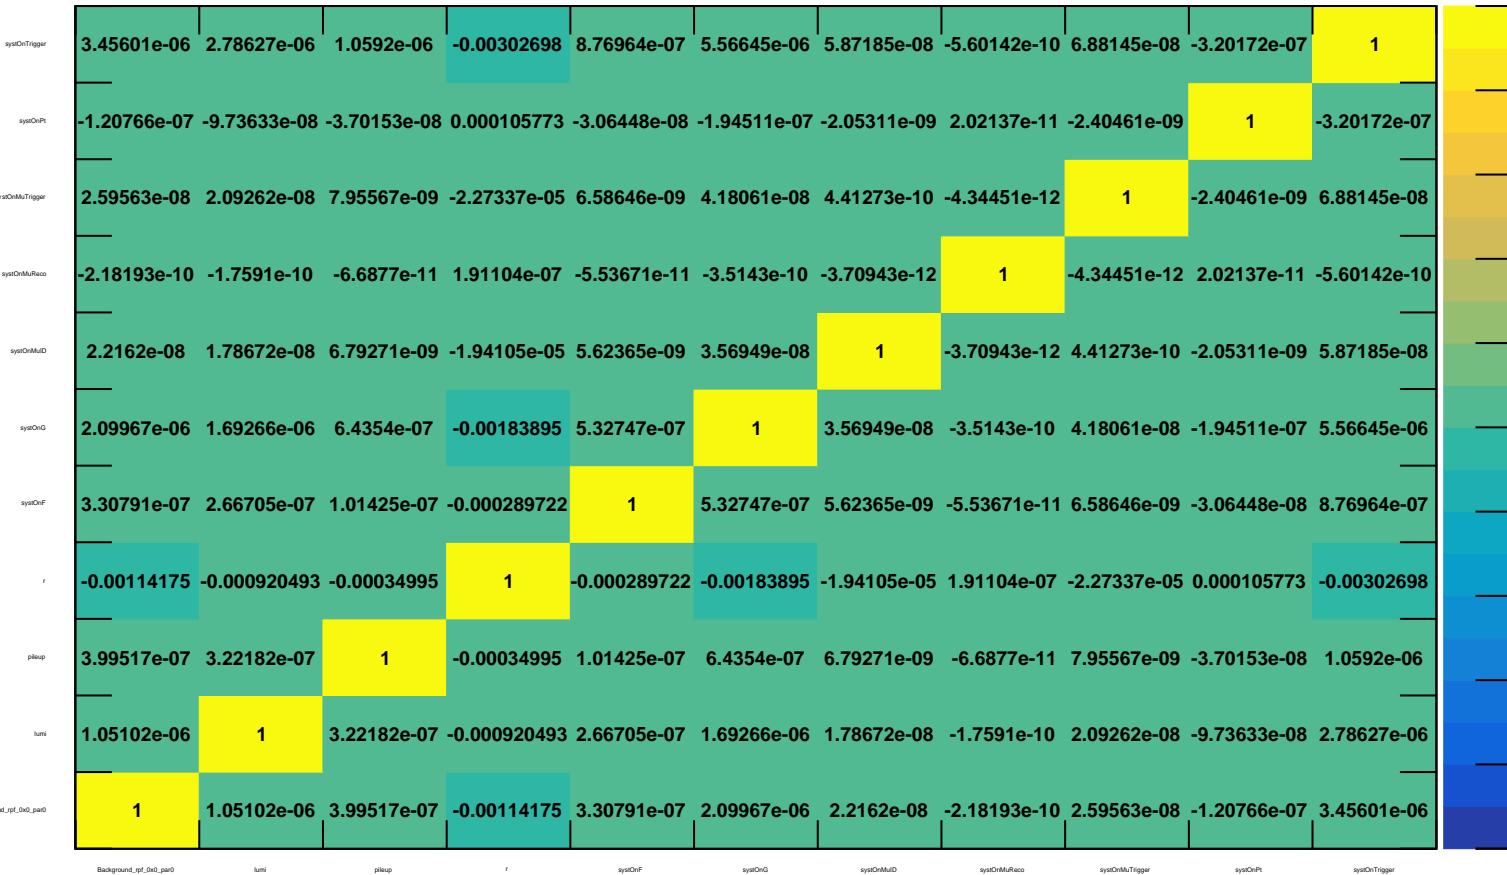 systOnTrigger 3.45601e-06 2.78627e-06 1.0592e-06 -0.00302698 8.76964e-07 5.56645e-06 5.87185e-08 -5.60142e-10 6.88145e-08 -3.20172e-07 1
systOnPt -1.20766e-07 -9.73633e-08 -3.70153e-08 0.000105773 -3.06448e-08 -1.94511e-07 -2.05311e-09 2.02137e-11 -2.40461e-09 1 -3.20172e-07
stOnMuTrigger 2.59563e-08 2.09262e-08 7.95567e-09 -2.27337e-05 6.58646e-09 4.18061e-08 4.41273e-10 -4.34451e-12 1 -2.40461e-09 6.88145e-08
systOnMuReco -2.18193e-10 -1.7591e-10 -6.6877e-11 1.91104e-07 -5.53671e-11 -3.5143e-10 -3.70943e-12 1 -4.34451e-12 2.02137e-11 -5.60142e-10
systOnMuID 2.2162e-08 1.78672e-08 6.79271e-09 -1.94105e-05 5.62365e-09 3.56949e-08 1 -3.70943e-12 4.41273e-10 -2.05311e-09 5.87185e-08
systOnG 2.09967e-06 1.69266e-06 6.4354e-07 -0.00183895 5.32747e-07 1 3.56949e-08 -3.5143e-10 4.18061e-08 -1.94511e-07 5.56645e-06
systOnF 3.30791e-07 2.66705e-07 1.01425e-07 -0.000289722 1 5.32747e-07 5.62365e-09 -5.53671e-11 6.58646e-09 -3.06448e-08 8.76964e-07
r -0.00114175 -0.000920493 -0.00034995 1 -0.000289722 -0.00183895 -1.94105e-05 1.91104e-07 -2.27337e-05 0.000105773 -0.00302698
pileup 3.99517e-07 3.22182e-07 1 -0.00034995 1.01425e-07 6.4354e-07 6.79271e-09 -6.6877e-11 7.95567e-09 -3.70153e-08 1.0592e-06
lumi 1.05102e-06 1 3.22182e-07 -0.000920493 2.66705e-07 1.69266e-06 1.78672e-08 -1.7591e-10 2.09262e-08 -9.73633e-08 2.78627e-06
d_rpf_0x0_par0 1 1.05102e-06 3.99517e-07 -0.00114175 3.30791e-07 2.09967e-06 2.2162e-08 -2.18193e-10 2.59563e-08 -1.20766e-07 3.45601e-06
Background_rpf_0x0_par0 lumi pileup r systOnF systOnG systOnMuID systOnMuReco systOnMuTrigger systOnPt systOnTrigger